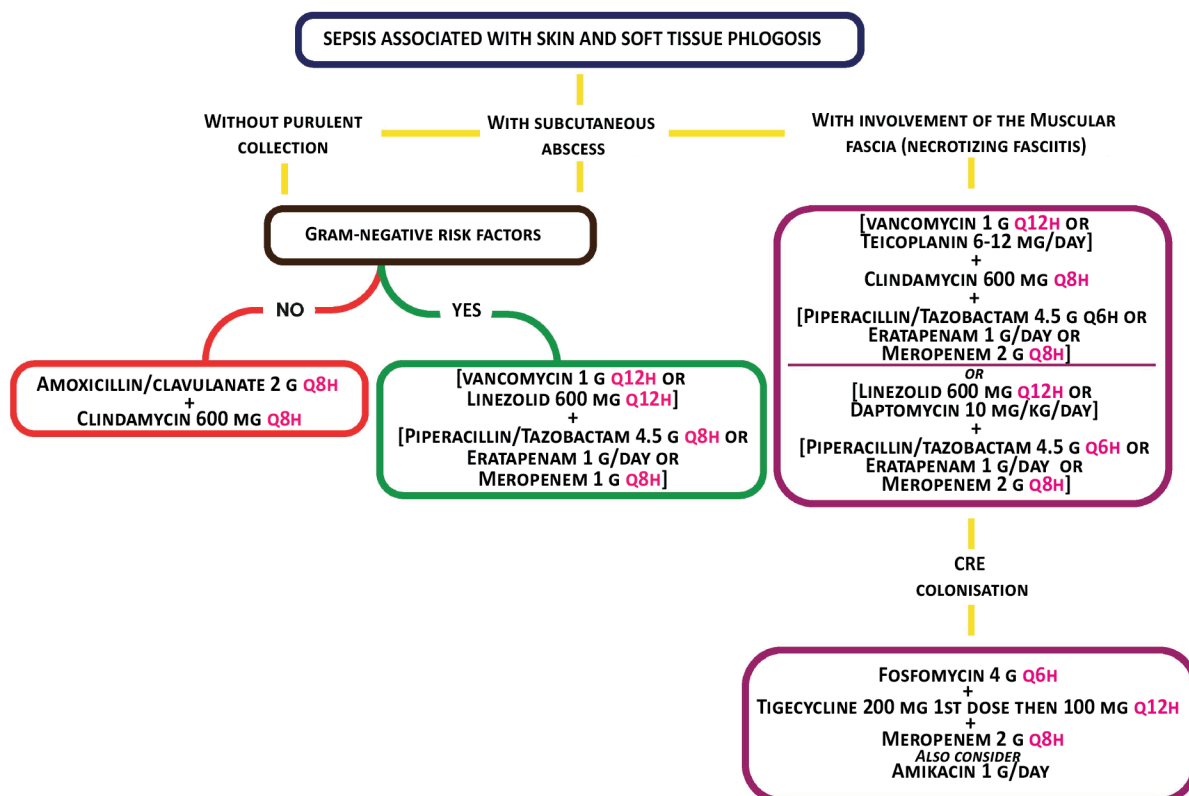 SEPSIS ASSOCIATED WITH SKIN AND SOFT TISSUE PHLOGOSIS
WITHOUT PURULENT
COLLECTION
WITH SUBCUTANEOUS
ABSCESS
WITH INVOLVEMENT OF THE MUSCULAR
FASCIA (NECROTIZING FASCIITIS)
GRAM-NEGATIVE RISK FACTORS
NO
YES
AMOXICILLIN/CLAVULANATE 2 G Q8H
+
CLINDAMYCIN 600 MG Q8H
[VANCOMYCIN 1 G Q12H OR
LINEZOLID 600 MG Q12H]
+
[PIPERACILLIN/TAZOBACTAM 4.5 G Q8H OR
ERATAPENAM 1 G/DAY OR
MEROPENEM 1 G Q8H]
[VANCOMYCIN 1 G Q12H OR
TEICOPLANIN 6-12 MG/DAY]
+
CLINDAMYCIN 600 MG Q8H
+
[PIPERACILLIN/TAZOBACTAM 4.5 G Q6H OR
ERATAPENAM 1 G/DAY OR
MEROPENEM 2 G Q8H]
OR
[LINEZOLID 600 MG Q12H OR
DAPTOMYCIN 10 MG/KG/DAY]
+
[PIPERACILLIN/TAZOBACTAM 4.5 G Q6H OR
ERATAPENAM 1 G/DAY OR
MEROPENEM 2 G Q8H]
CRE
COLONISATION
FOSFOMYCIN 4 G Q6H
+
TIGECYCLINE 200 MG 1ST DOSE THEN 100 MG Q12H
+
MEROPENEM 2 G Q8H
ALSO CONSIDER
AMIKACIN 1 G/DAY